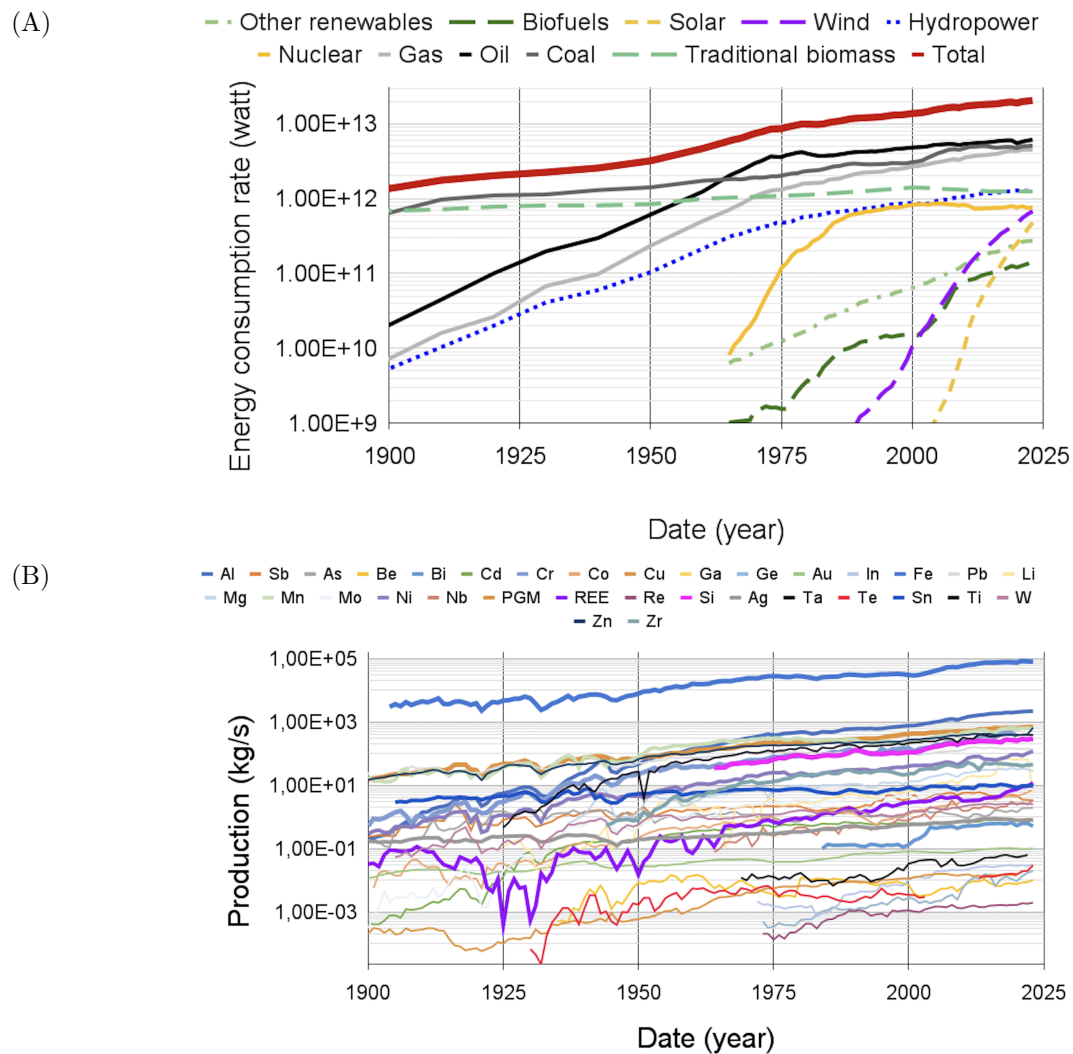 (A)
Other renewables Biofuels Solar Wind Hydropower
Nuclear Gas Oil Coal Traditional biomass Total
Energy consumption rate (watt)
1.00E+13
1.00E+12
1.00E+11
1.00E+10
1.00E+9
1900 1925 1950 1975 2000 2025
Date (year)
(B)
Al Sb As Be Bi Cd Cr Co Cu Ga Ge Au In Fe Pb Li
Mg Mn Mo Ni Nb PGM REE Re Si Ag Ta Te Sn Ti W
Zn Zr
Production (kg/s)
1,00E+05
1,00E+03
1,00E+01
1,00E-01
1,00E-03
1900 1925 1950 1975 2000 2025
Date (year)